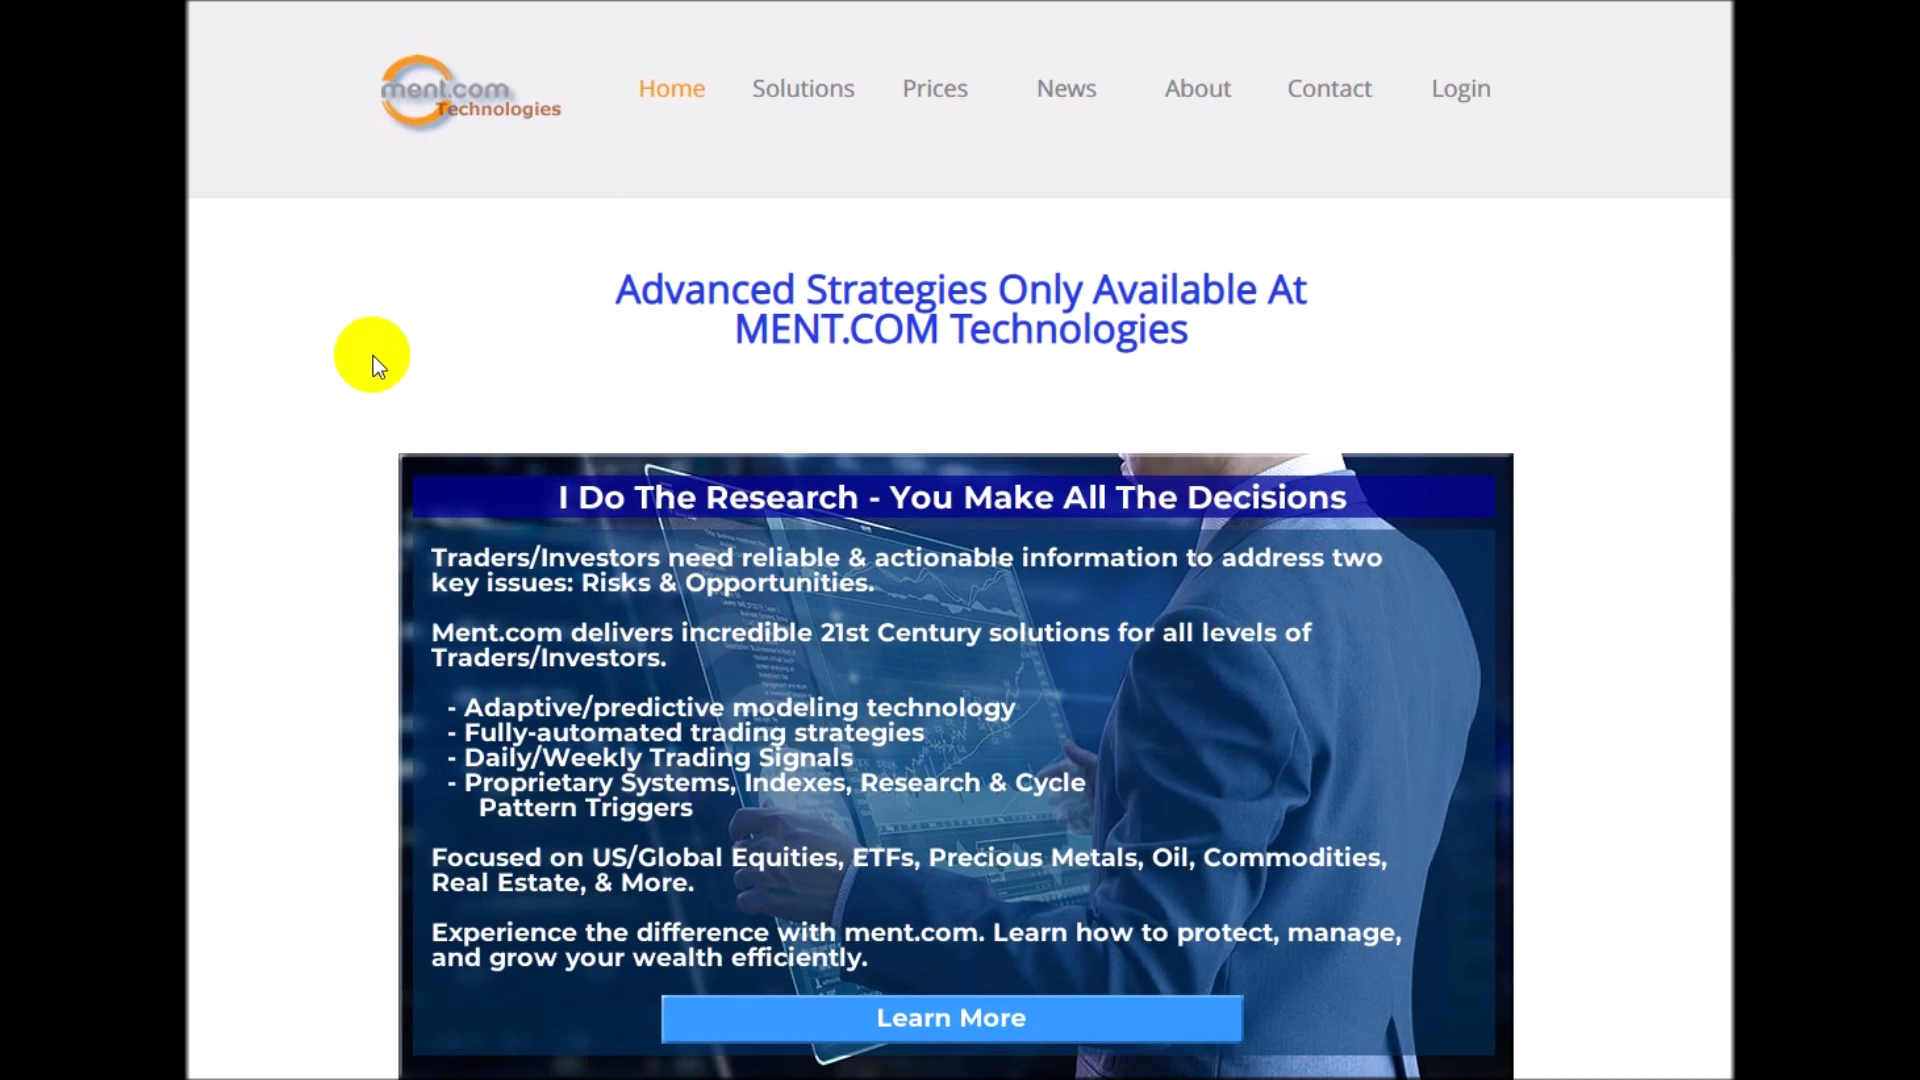 ment.com
Technologies
Home Solutions Prices News About Contact Login
Advanced Strategies Only Available At
MENT.COM Technologies
I Do The Research - You Make All The Decisions
Traders/Investors need reliable & actionable information to address two
key issues: Risks & Opportunities.
Ment.com delivers incredible 21st Century solutions for all levels of
Traders/Investors.
- Adaptive/predictive modeling technology
- Fully-automated trading strategies
- Daily/Weekly Trading Signals
- Proprietary Systems, Indexes, Research & Cycle
Pattern Triggers
Focused on US/Global Equities, ETFs, Precious Metals, Oil, Commodities,
Real Estate, & More.
Experience the difference with ment.com. Learn how to protect, manage,
and grow your wealth efficiently.
Learn More